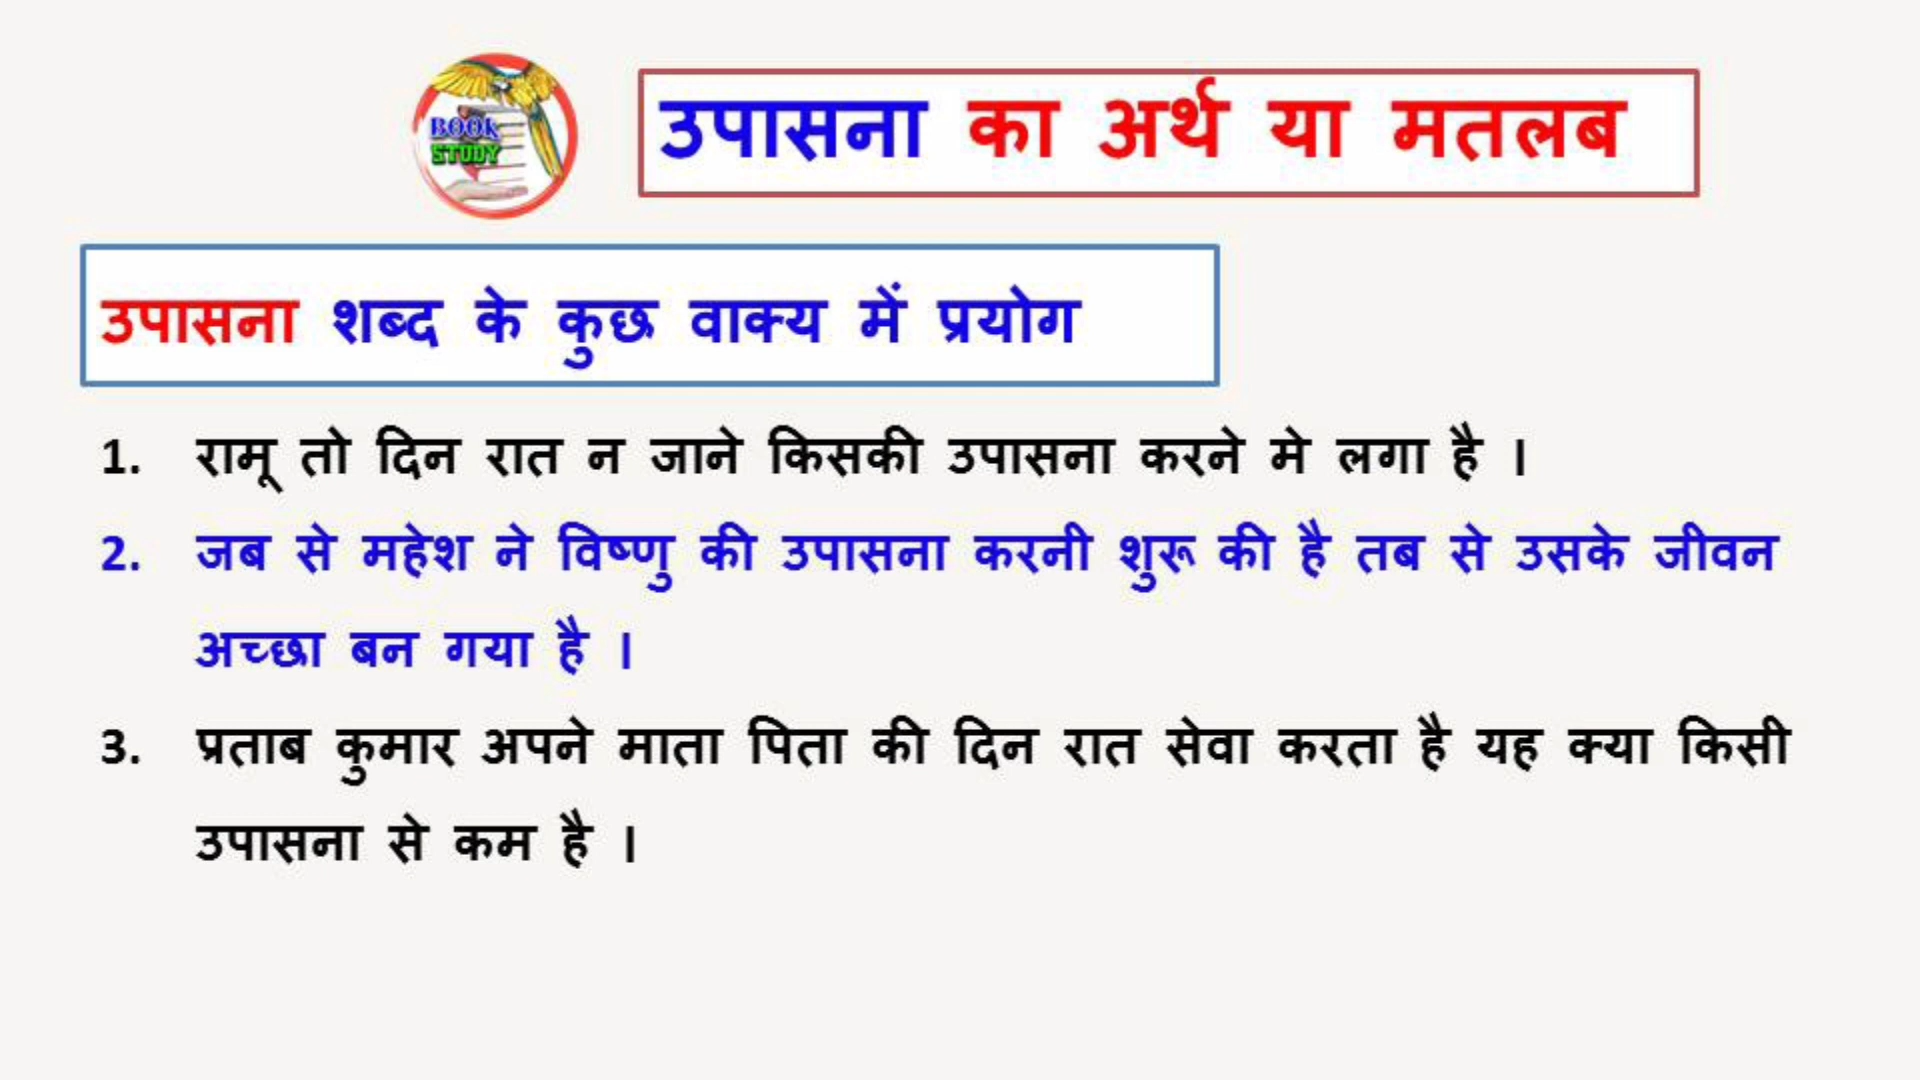 BOOK
STUDY
उपासना का अर्थ या मतलब
उपासना शब्द के कुछ वाक्य में प्रयोग
1. रामू तो दिन रात न जाने किसकी उपासना करने मे लगा है ।
2. जब से महेश ने विष्णु की उपासना करनी शुरू की है तब से उसके जीवन
अच्छा बन गया है ।
3. प्रताब कुमार अपने माता पिता की दिन रात सेवा करता है यह क्या किसी
उपासना से कम है ।